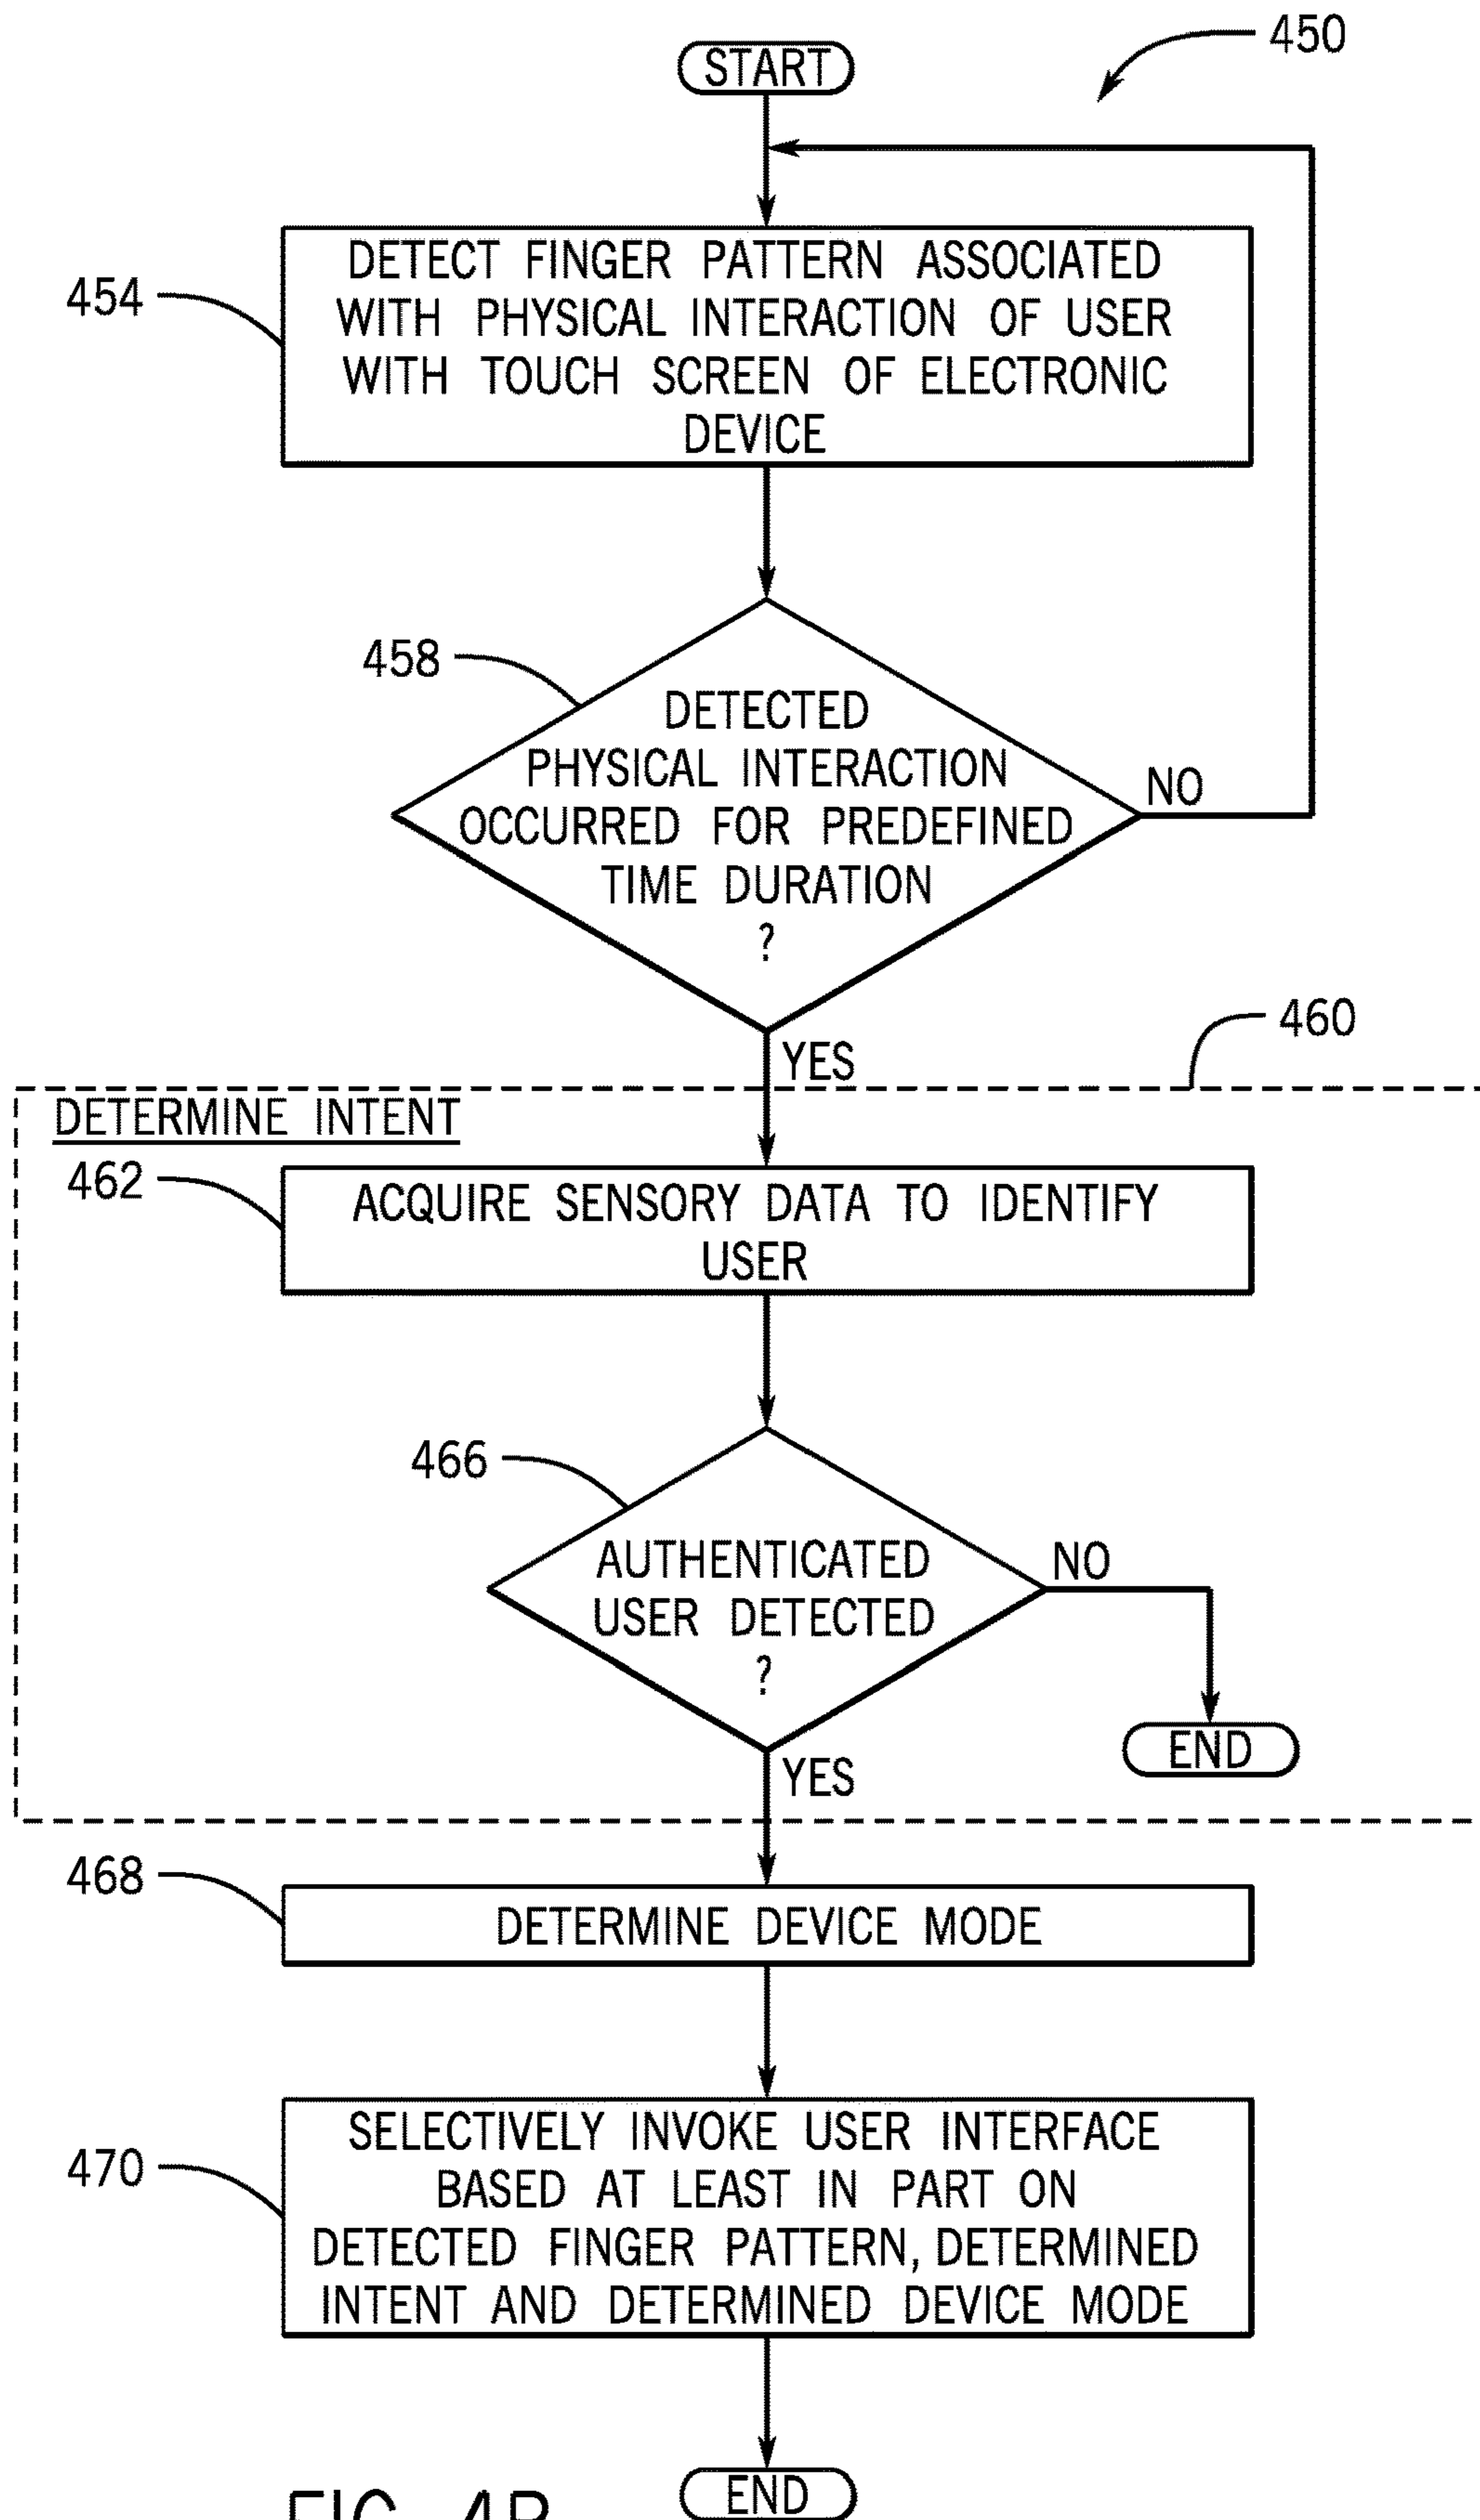 START
450
454
DETECT FINGER PATTERN ASSOCIATED
WITH PHYSICAL INTERACTION OF USER
WITH TOUCH SCREEN OF ELECTRONIC
DEVICE
458
DETECTED
PHYSICAL INTERACTION
OCCURRED FOR PREDEFINED
TIME DURATION
?
NO
YES
460
DETERMINE INTENT
462
ACQUIRE SENSORY DATA TO IDENTIFY
USER
466
AUTHENTICATED
USER DETECTED
?
NO
END
YES
468
DETERMINE DEVICE MODE
470
SELECTIVELY INVOKE USER INTERFACE
BASED AT LEAST IN PART ON
DETECTED FINGER PATTERN, DETERMINED
INTENT AND DETERMINED DEVICE MODE
END
FIG. 4B